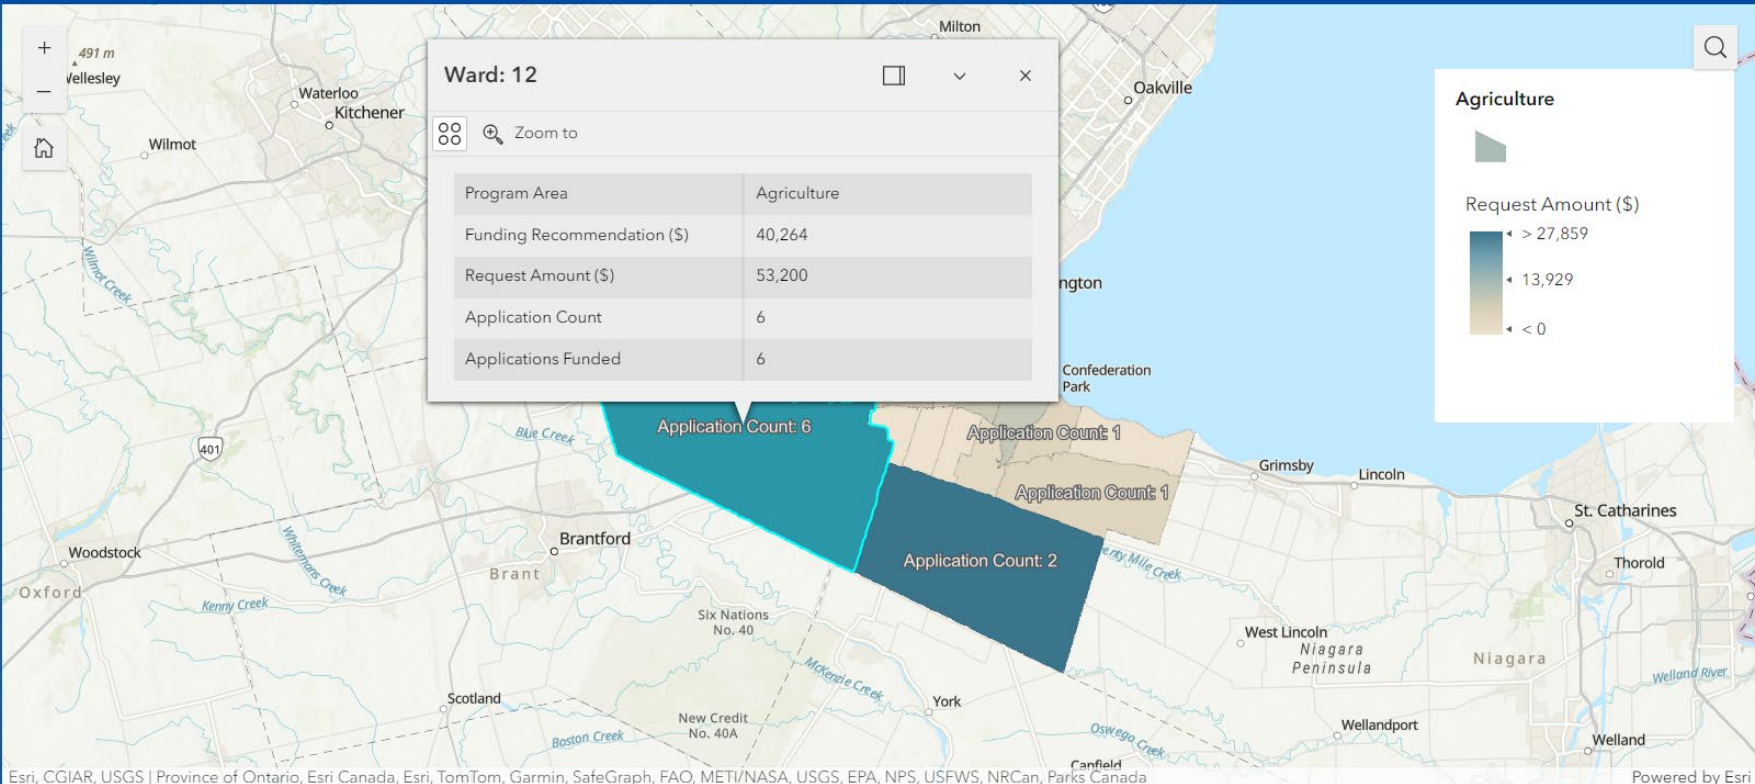 Milton
491 m
Wellesley
Waterloo
Kitchener
Wilmot
Oakville
Ward: 12
Zoom to
Program Area Agriculture
Funding Recommendation ($) 40,264
Request Amount ($) 53,200
Application Count 6
Applications Funded 6
Agriculture
Request Amount ($)
> 27,859
13,929
< 0
Wilmot Creek
ngton
Confederation
Park
401
Blue Creek
Application Count: 6
Application Count: 1
Application Count: 1
Application Count: 2
Grimsby
Lincoln
St. Catharines
Thorold
Woodstock
Oxford
Whitemans Creek
Kenny Creek
Brantford
Brant
Six Nations
No. 40
erty Mile Creek
West Lincoln
Niagara
Peninsula
Niagara
Welland River
McKenzie Creek
Scotland
New Credit
No. 40A
Boston Creek
York
Oswego Creek
Canfield
Wellandport
Welland
Esri, CGIAR, USGS | Province of Ontario, Esri Canada, Esri, TomTom, Garmin, SafeGraph, FAO, METI/NASA, USGS, EPA, NPS, USFWS, NRCan, Parks Canada
Powered by Esri